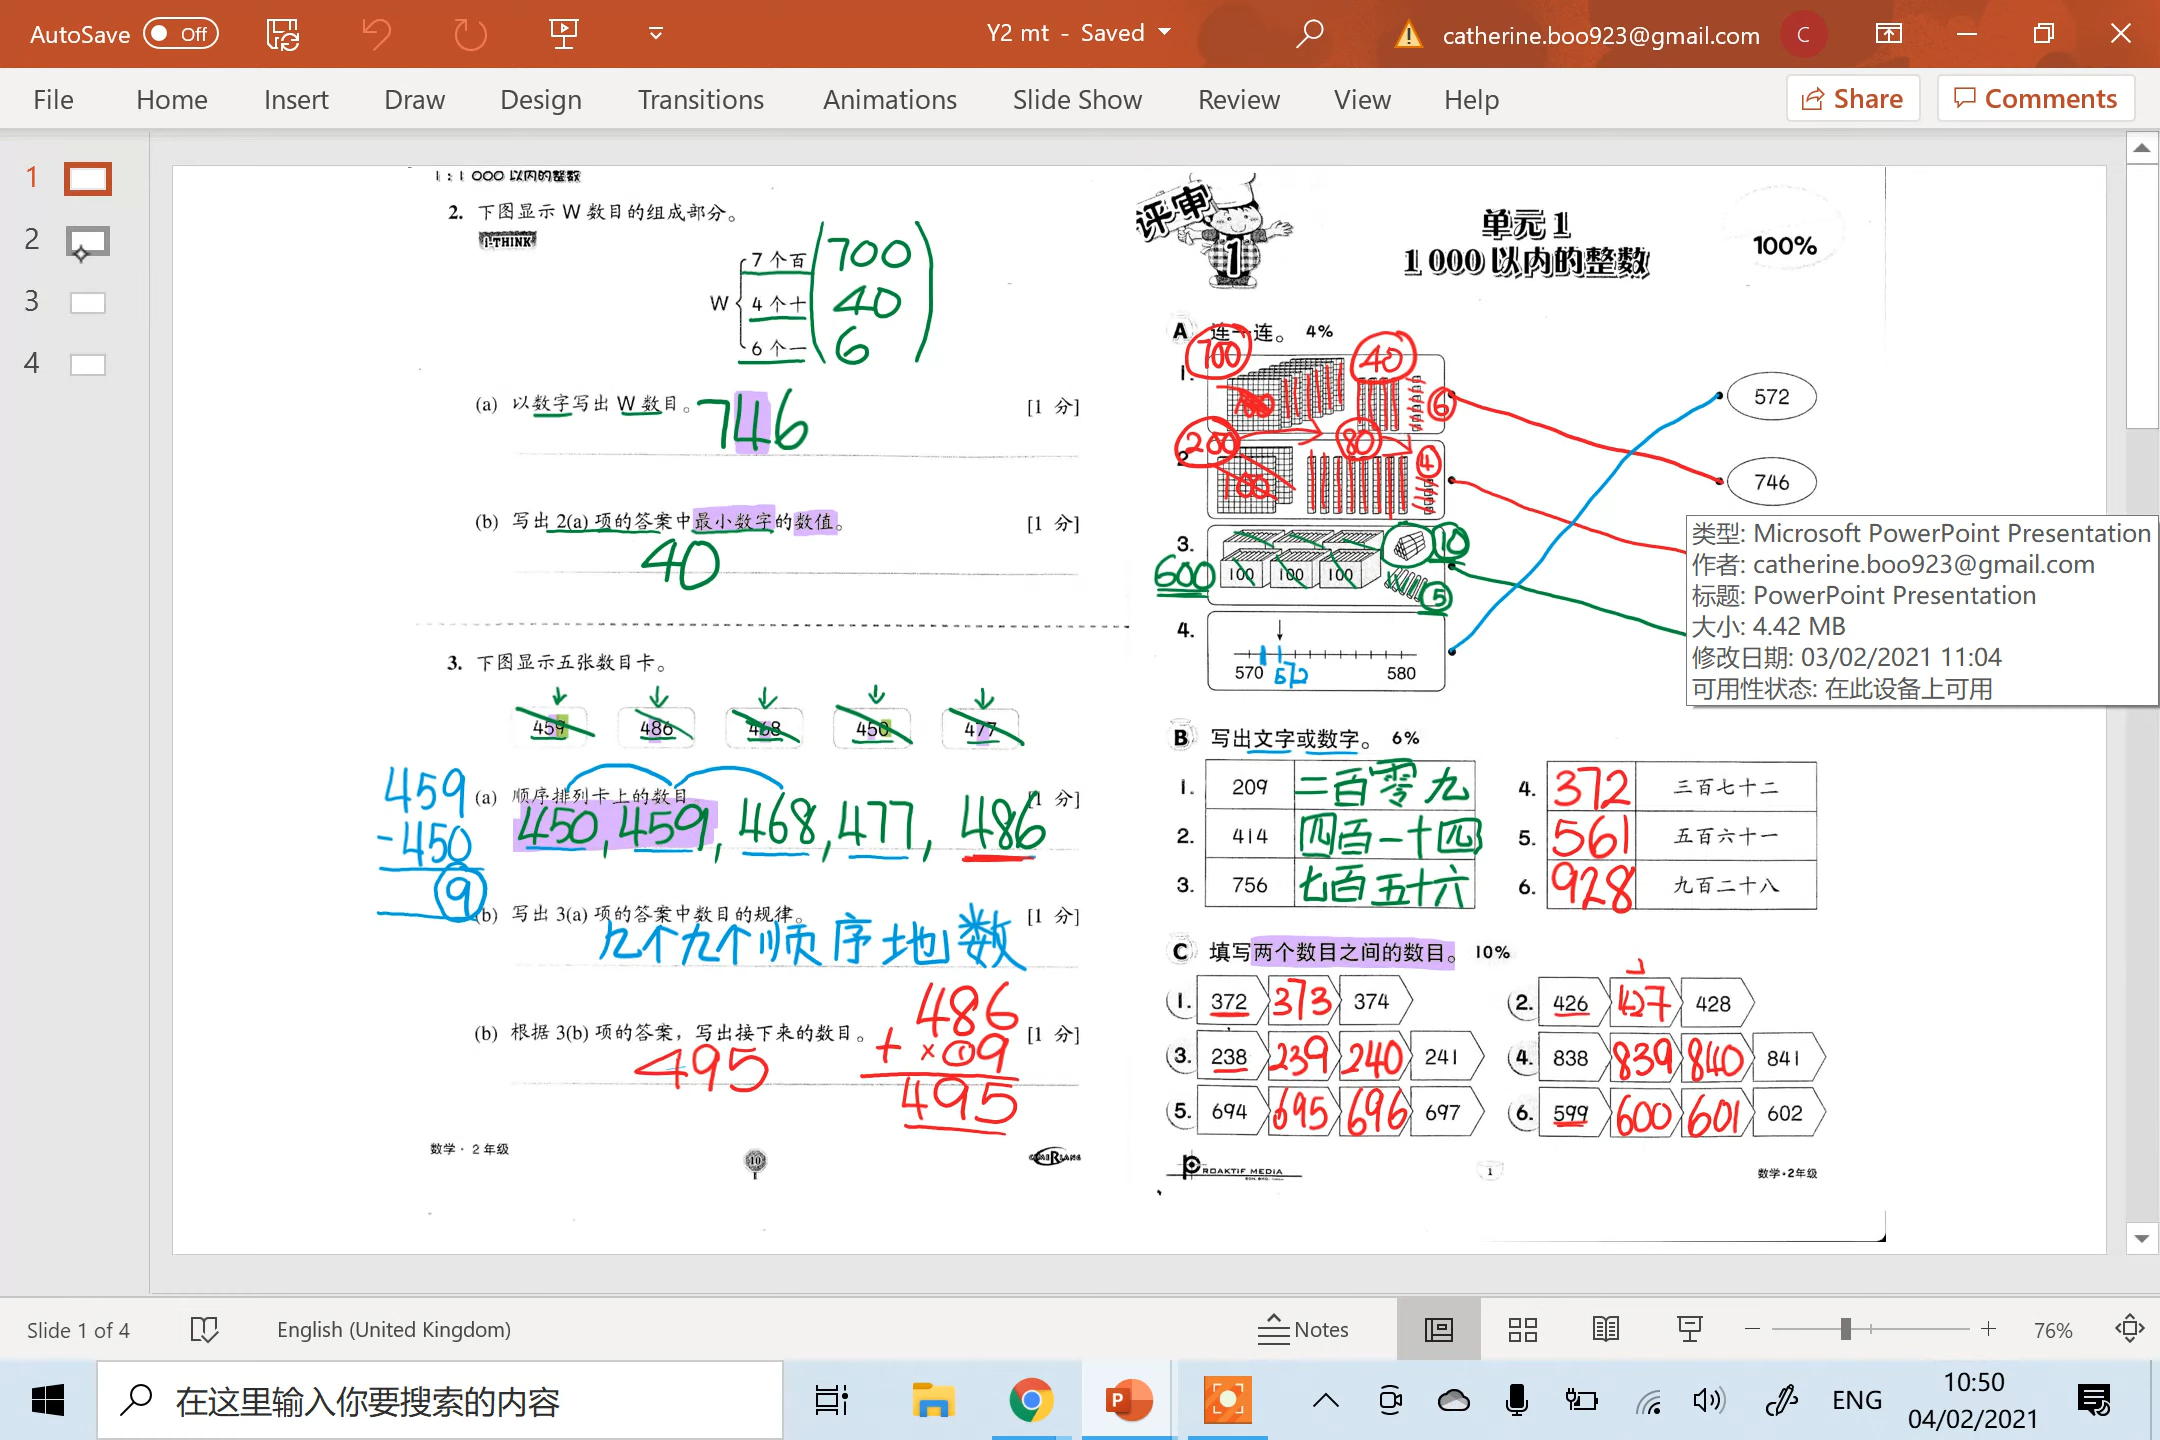 AutoSave Off Y2 mt - Saved catherine.boo923@gmail.com C
File Home Insert Draw Design Transitions Animations Slide Show Review View Help Share Comments
1
2
3
4
1 : 1 000 以内的整数
2. 下图显示 W 数目的组成部分。
i-THINK
W
7 个百 700
4 个十 40
6 个一 6
(a) 以数字写出 W 数目。 [1 分]
746
(b) 写出 2(a) 项的答案中最小数字的数值。 [1 分]
40
3. 下图显示五张数目卡。
459 486 468 450 477
(a) 顺序排列卡上的数目 [1 分]
450, 459, 468, 477, 486
459
-450
9
(b) 写出 3(a) 项的答案中数目的规律。 [1 分]
九个九个顺序地数
(b) 根据 3(b) 项的答案，写出接下来的数目。 [1 分]
495
486
+ × 09
495
数学 · 2 年级
10
评审 1
单元 1
1 000 以内的整数
100%
A 连一连。 4%
1. 700 40 6
2. 200 100 80 4
3. 600 100 100 100 10 5
4. 570 572 580
572
746
类型: Microsoft PowerPoint Presentation
作者: catherine.boo923@gmail.com
标题: PowerPoint Presentation
大小: 4.42 MB
修改日期: 03/02/2021 11:04
可用性状态: 在此设备上可用
B 写出文字或数字。 6%
1. 209 二百零九
2. 414 四百一十四
3. 756 七百五十六
4. 372 三百七十二
5. 561 五百六十一
6. 928 九百二十八
C 填写两个数目之间的数目。 10%
1. 372 373 374
2. 426 427 428
3. 238 239 240 241
4. 838 839 840 841
5. 694 695 696 697
6. 599 600 601 602
PROAKTIF MEDIA
1
数学 · 2年级
Slide 1 of 4 English (United Kingdom) Notes 76%
在这里输入你要搜索的内容 ENG
10:50
04/02/2021